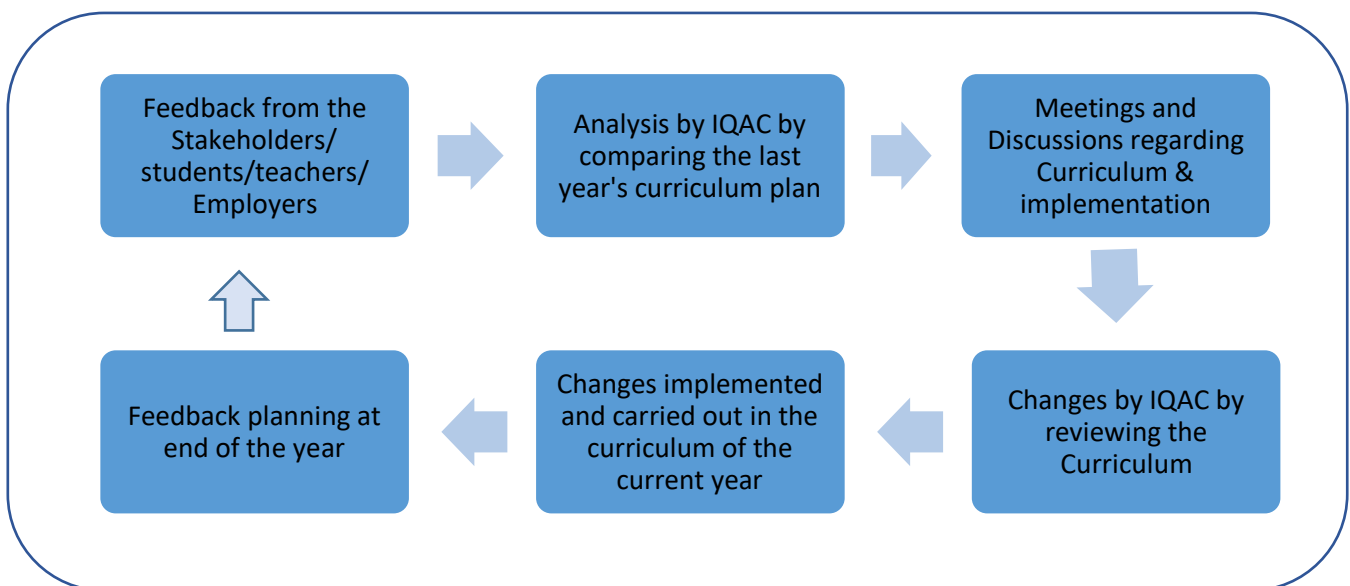 Feedback from the
Stakeholders/
students/teachers/
Employers
Analysis by IQAC by
comparing the last
year's curriculum plan
Meetings and
Discussions regarding
Curriculum &
implementation
Changes by IQAC by
reviewing the
Curriculum
Changes implemented
and carried out in the
curriculum of the
current year
Feedback planning at
end of the year